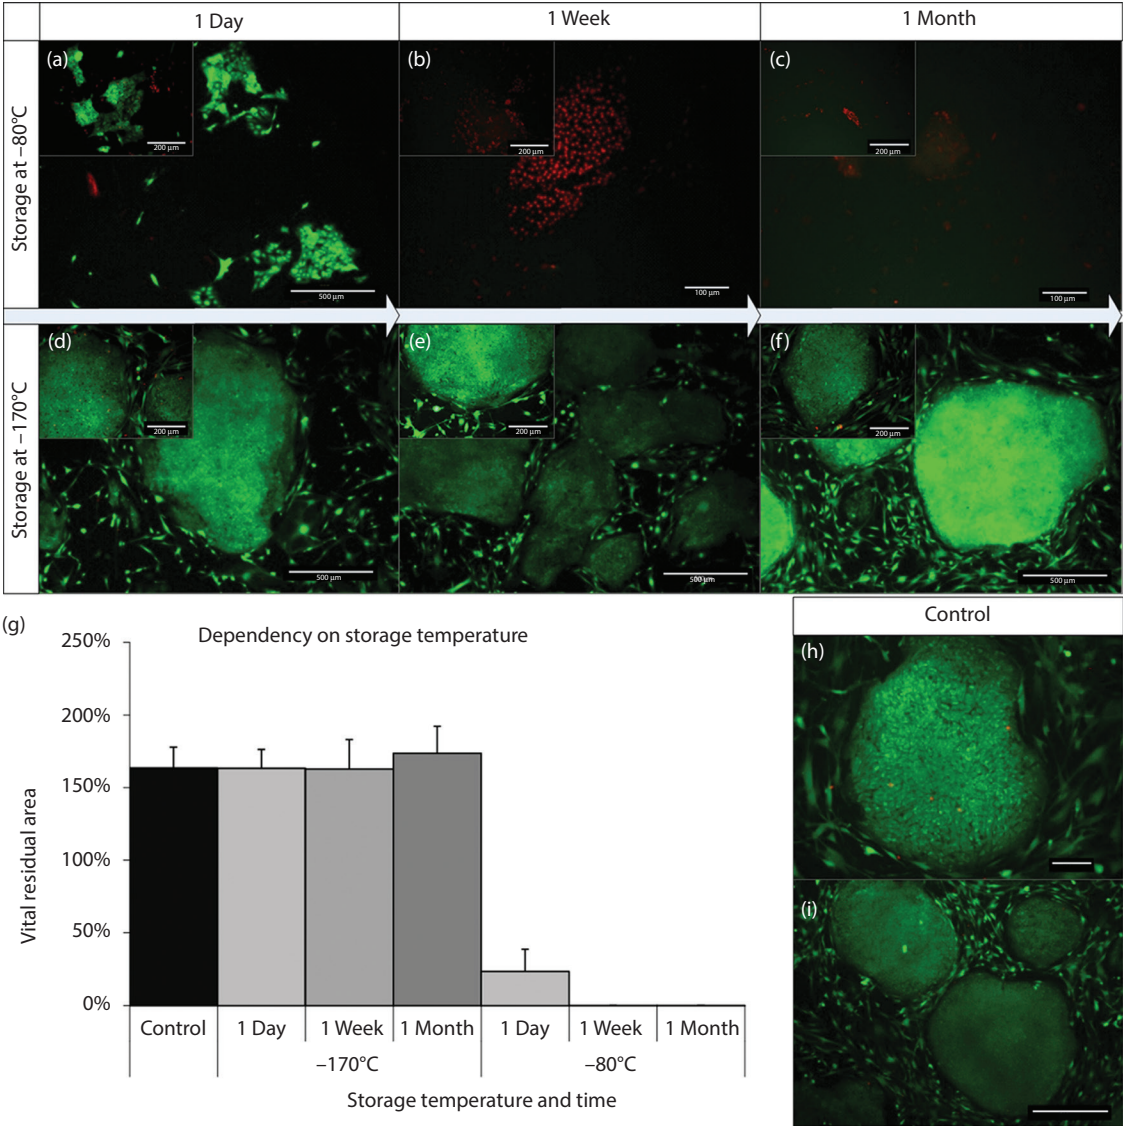 1 Day
1 Week
1 Month
Storage at –80°C
(a)
200 µm
500 µm
(b)
200 µm
100 µm
(c)
200 µm
100 µm
Storage at –170°C
(d)
200 µm
500 µm
(e)
200 µm
500 µm
(f)
200 µm
500 µm
(g)
Dependency on storage temperature
Vital residual area
250%
200%
150%
100%
50%
0%
Control
1 Day
1 Week
1 Month
1 Day
1 Week
1 Month
–170°C
–80°C
Storage temperature and time
Control
(h)
(i)